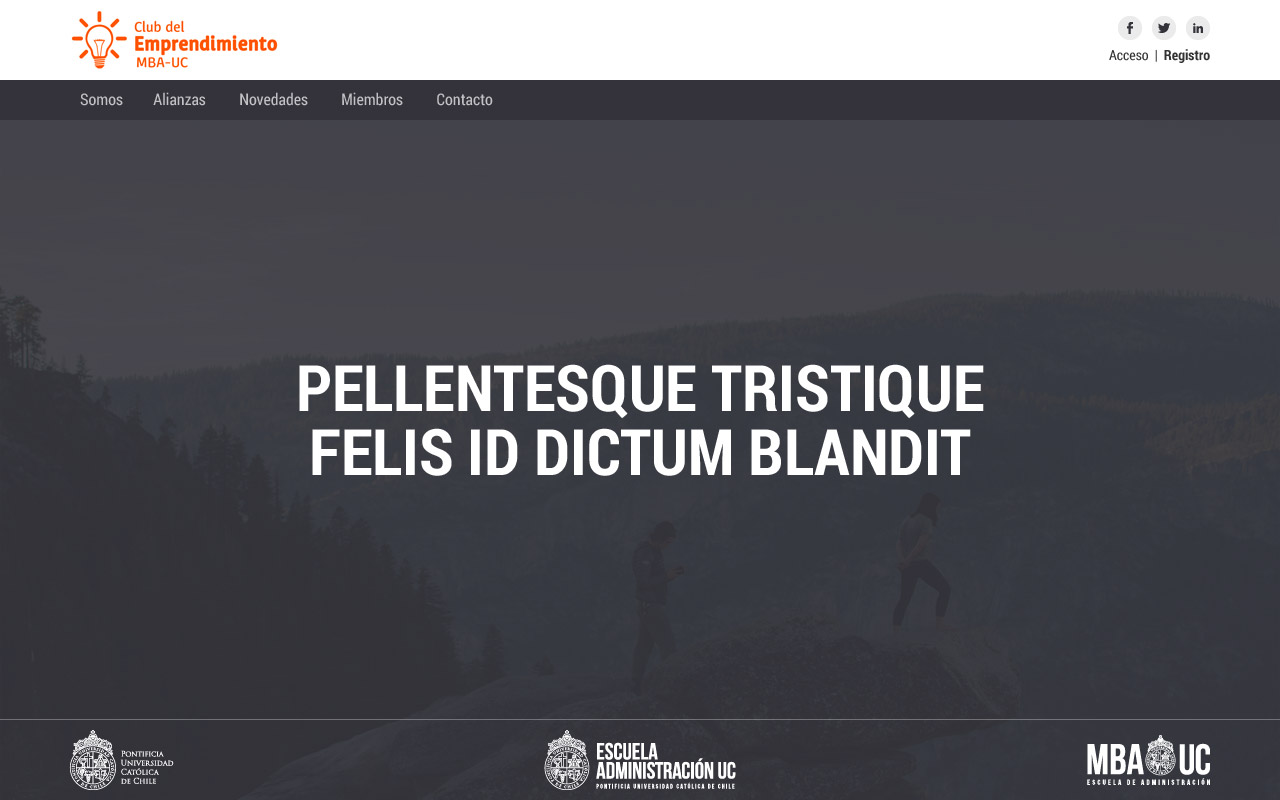 Club del
Emprendimiento
MBA-UC
Acceso | Registro
Somos Alianzas Novedades Miembros Contacto
PELLENTESQUE TRISTIQUE
FELIS ID DICTUM BLANDIT
PONTIFICIA
UNIVERSIDAD
CATÓLICA
DE CHILE
ESCUELA
ADMINISTRACIÓN UC
PONTIFICIA UNIVERSIDAD CATÓLICA DE CHILE
MBA UC
ESCUELA DE ADMINISTRACIÓN